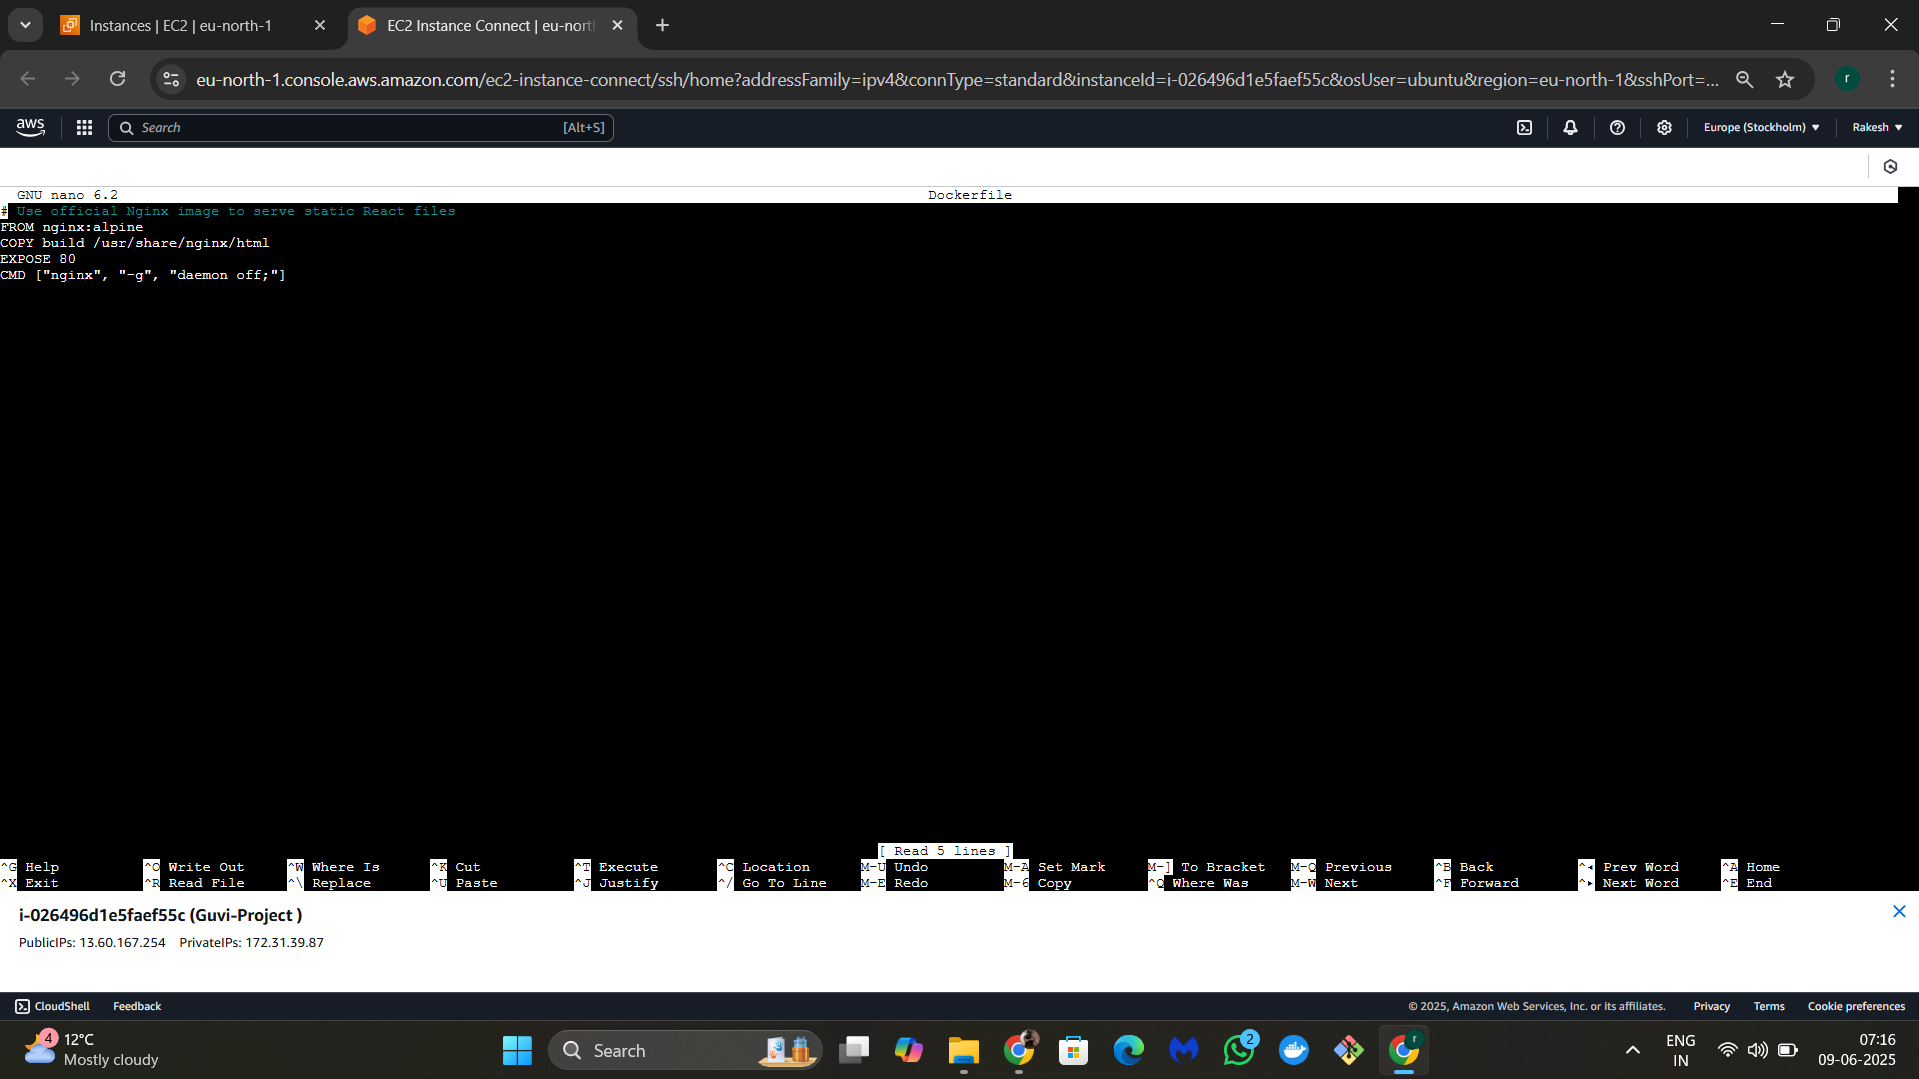 Instances | EC2 | eu-north-1
EC2 Instance Connect | eu-nort
eu-north-1.console.aws.amazon.com/ec2-instance-connect/ssh/home?addressFamily=ipv4&connType=standard&instanceId=i-026496d1e5faef55c&osUser=ubuntu&region=eu-north-1&sshPort=...
r
aws
Search [Alt+S]
Europe (Stockholm) ▼
Rakesh ▼
GNU nano 6.2 Dockerfile
# Use official Nginx image to serve static React files
FROM nginx:alpine
COPY build /usr/share/nginx/html
EXPOSE 80
CMD ["nginx", "-g", "daemon off;"]
[ Read 5 lines ]
^G Help ^O Write Out ^W Where Is ^K Cut ^T Execute ^C Location M-U Undo M-A Set Mark M-] To Bracket M-Q Previous ^B Back ^◂ Prev Word ^A Home
^X Exit ^R Read File ^\ Replace ^U Paste ^J Justify ^/ Go To Line M-E Redo M-6 Copy ^Q Where Was M-W Next ^F Forward ^▸ Next Word ^E End
i-026496d1e5faef55c (Guvi-Project )
PublicIPs: 13.60.167.254 PrivateIPs: 172.31.39.87
CloudShell Feedback © 2025, Amazon Web Services, Inc. or its affiliates. Privacy Terms Cookie preferences
4
12°C
Mostly cloudy
Search
2
r
ENG
IN
07:16
09-06-2025